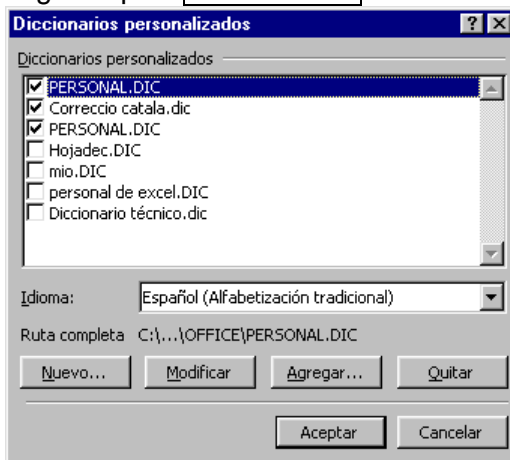 Diccionarios personalizados
Diccionarios personalizados
PERSONAL.DIC
Correccio catala.dic
PERSONAL.DIC
Hojadec.DIC
mio.DIC
personal de excel.DIC
Diccionario técnico.dic
Idioma: Español (Alfabetización tradicional)
Ruta completa C:\...\OFFICE\PERSONAL.DIC
Nuevo... Modificar Agregar... Quitar
Aceptar Cancelar